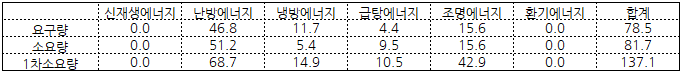 신재생에너지 난방에너지 냉방에너지 급탕에너지 조명에너지 환기에너지 합계
요구량 0.0 46.8 11.7 4.4 15.6 0.0 78.5
소요량 0.0 51.2 5.4 9.5 15.6 0.0 81.7
1차소요량 0.0 68.7 14.9 10.5 42.9 0.0 137.1